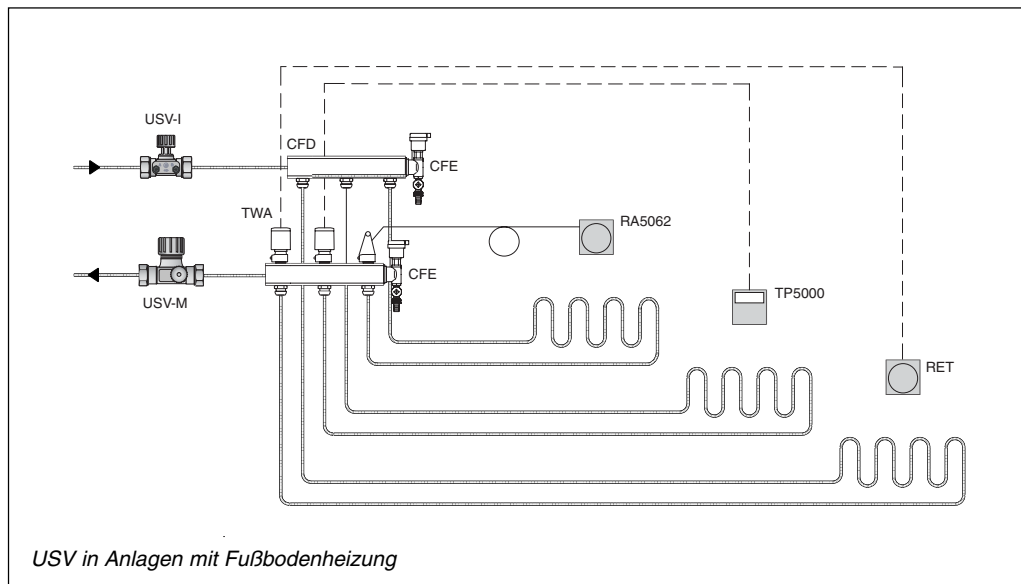 USV-I
CFD
CFE
TWA
RA5062
CFE
USV-M
TP5000
RET
USV in Anlagen mit Fußbodenheizung